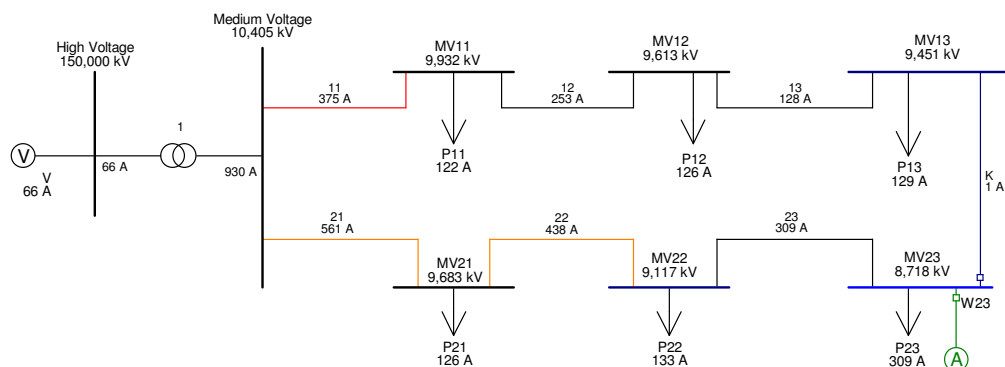 High Voltage
150,000 kV
V
V
66 A
66 A
1
930 A
Medium Voltage
10,405 kV
11
375 A
MV11
9,932 kV
P11
122 A
12
253 A
MV12
9,613 kV
P12
126 A
13
128 A
MV13
9,451 kV
P13
129 A
K
1 A
21
561 A
MV21
9,683 kV
P21
126 A
22
438 A
MV22
9,117 kV
P22
133 A
23
309 A
MV23
8,718 kV
P23
309 A
W23
A